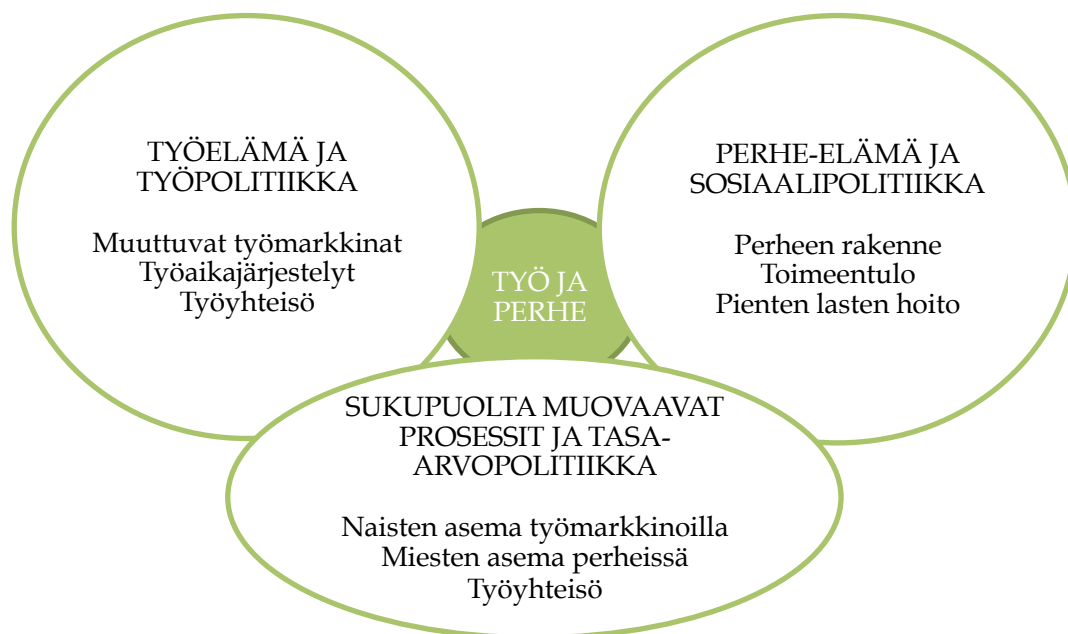 TYÖELÄMÄ JA
TYÖPOLITIIKKA
Muuttuvat työmarkkinat
Työaikajärjestelyt
Työyhteisö
PERHE-ELÄMÄ JA
SOSIAALIPOLITIIKKA
Perheen rakenne
Toimeentulo
Pienten lasten hoito
TYÖ JA
PERHE
SUKUPUOLTA MUOVAAVAT
PROSESSIT JA TASA-
ARVOPOLITIIKKA
Naisten asema työmarkkinoilla
Miesten asema perheissä
Työyhteisö